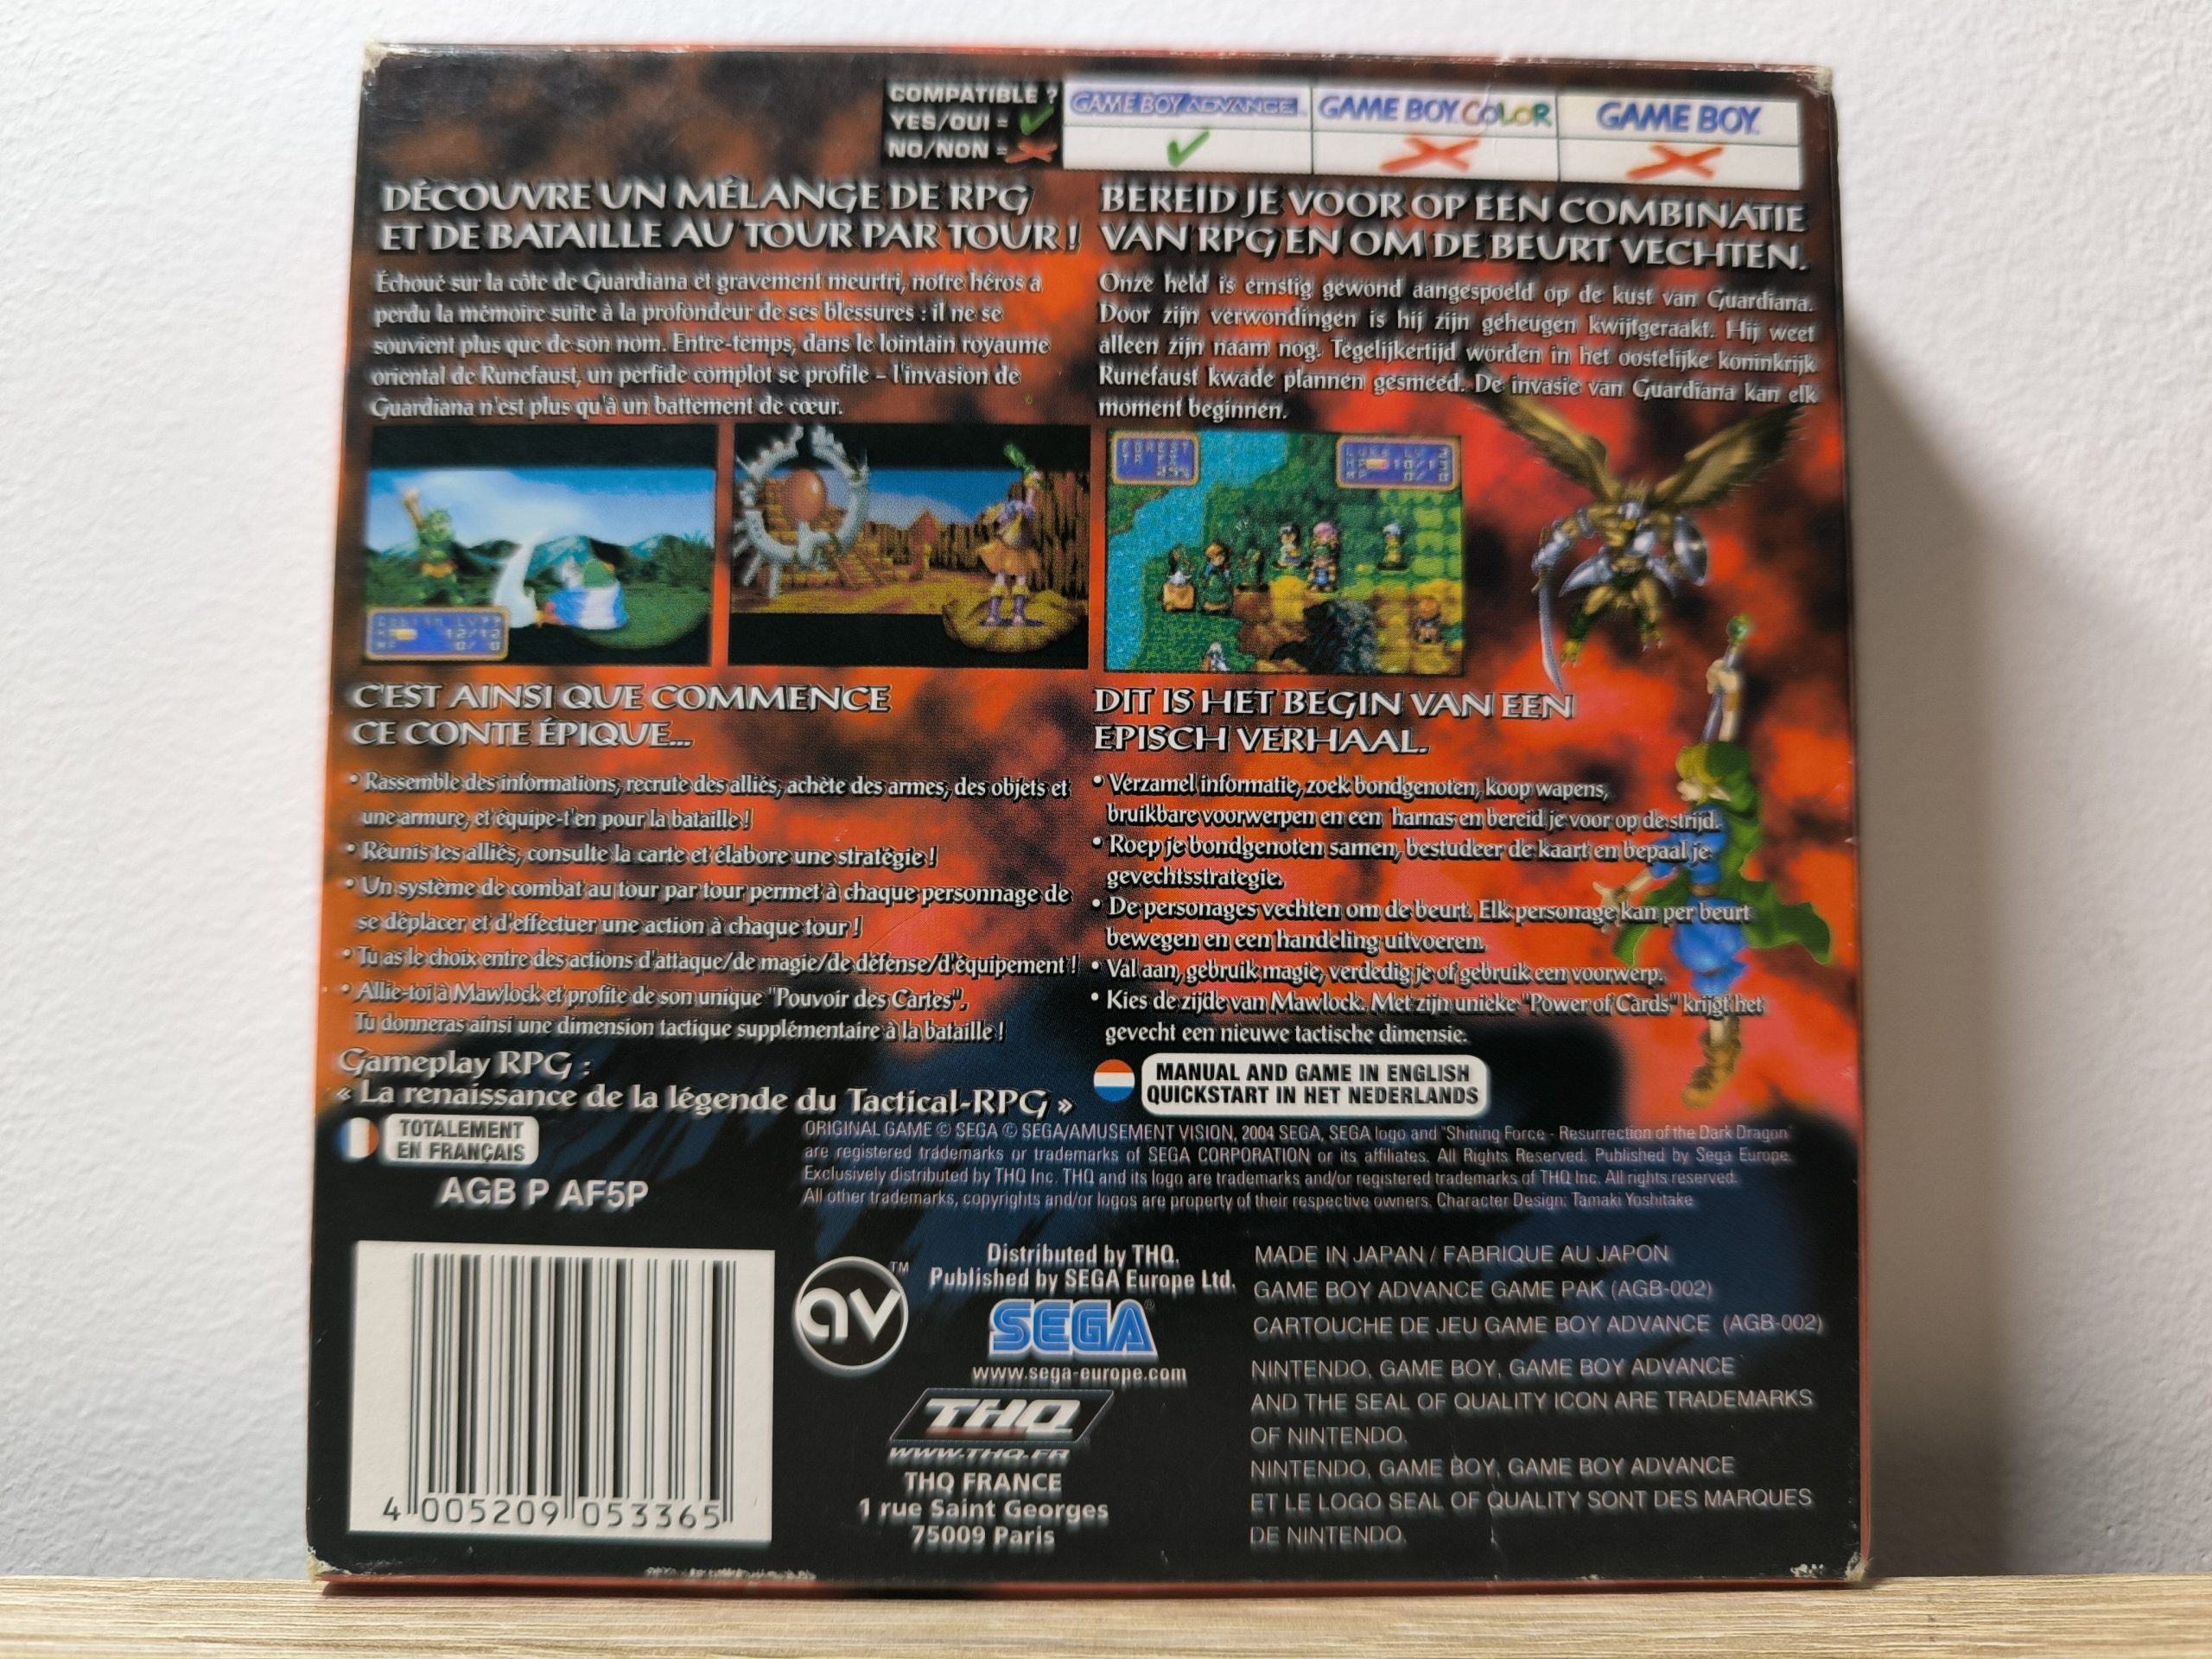 COMPATIBLE ?
YES/OUI =
NO/NON =
GAME BOY ADVANCE
GAME BOY COLOR
GAME BOY
DÉCOUVRE UN MÉLANGE DE RPG
ET DE BATAILLE AU TOUR PAR TOUR !
Échoué sur la côte de Guardiana et gravement meurtri, notre héros a
perdu la mémoire suite à la profondeur de ses blessures : il ne se
souvient plus que de son nom. Entre-temps, dans le lointain royaume
oriental de Runefaust, un perfide complot se profile – l'invasion de
Guardiana n'est plus qu'à un battement de cœur.
BEREID JE VOOR OP EEN COMBINATIE
VAN RPG EN OM DE BEURT VECHTEN.
Onze held is ernstig gewond aangespoeld op de kust van Guardiana.
Door zijn verwondingen is hij zijn geheugen kwijtgeraakt. Hij weet
alleen zijn naam nog. Tegelijkertijd worden in het oostelijke koninkrijk
Runefaust kwade plannen gesmeed. De invasie van Guardiana kan elk
moment beginnen.
HP 12/12
MP 0/ 0
FOREST
LUKE LV 2
HP 10/13
MP 0/ 0
C'EST AINSI QUE COMMENCE
CE CONTE ÉPIQUE...
• Rassemble des informations, recrute des alliés, achète des armes, des objets et
une armure, et équipe-t'en pour la bataille !
• Réunis tes alliés, consulte la carte et élabore une stratégie !
• Un système de combat au tour par tour permet à chaque personnage de
se déplacer et d'effectuer une action à chaque tour !
• Tu as le choix entre des actions d'attaque/de magie/de défense/d'équipement !
• Allie-toi à Mawlock et profite de son unique "Pouvoir des Cartes".
Tu donneras ainsi une dimension tactique supplémentaire à la bataille !
Gameplay RPG :
« La renaissance de la légende du Tactical-RPG »
TOTALEMENT
EN FRANÇAIS
AGB P AF5P
DIT IS HET BEGIN VAN EEN
EPISCH VERHAAL.
• Verzamel informatie, zoek bondgenoten, koop wapens,
bruikbare voorwerpen en een harnas en bereid je voor op de strijd.
• Roep je bondgenoten samen, bestudeer de kaart en bepaal je
gevechtsstrategie.
• De personages vechten om de beurt. Elk personage kan per beurt
bewegen en een handeling uitvoeren.
• Val aan, gebruik magie, verdedig je of gebruik een voorwerp.
• Kies de zijde van Mawlock. Met zijn unieke "Power of Cards" krijgt het
gevecht een nieuwe tactische dimensie.
MANUAL AND GAME IN ENGLISH
QUICKSTART IN HET NEDERLANDS
ORIGINAL GAME © SEGA © SEGA/AMUSEMENT VISION, 2004 SEGA, SEGA logo and "Shining Force - Resurrection of the Dark Dragon"
are registered trademarks or trademarks of SEGA CORPORATION or its affiliates. All Rights Reserved. Published by Sega Europe.
Exclusively distributed by THQ Inc. THQ and its logo are trademarks and/or registered trademarks of THQ Inc. All rights reserved.
All other trademarks, copyrights and/or logos are property of their respective owners. Character Design: Tamaki Yoshitake
4 005209 053365
av TM
Distributed by THQ.
Published by SEGA Europe Ltd.
SEGA®
www.sega-europe.com
THQ
WWW.THQ.FR
THQ FRANCE
1 rue Saint Georges
75009 Paris
MADE IN JAPAN / FABRIQUE AU JAPON
GAME BOY ADVANCE GAME PAK (AGB-002)
CARTOUCHE DE JEU GAME BOY ADVANCE (AGB-002)
NINTENDO, GAME BOY, GAME BOY ADVANCE
AND THE SEAL OF QUALITY ICON ARE TRADEMARKS
OF NINTENDO.
NINTENDO, GAME BOY, GAME BOY ADVANCE
ET LE LOGO SEAL OF QUALITY SONT DES MARQUES
DE NINTENDO.